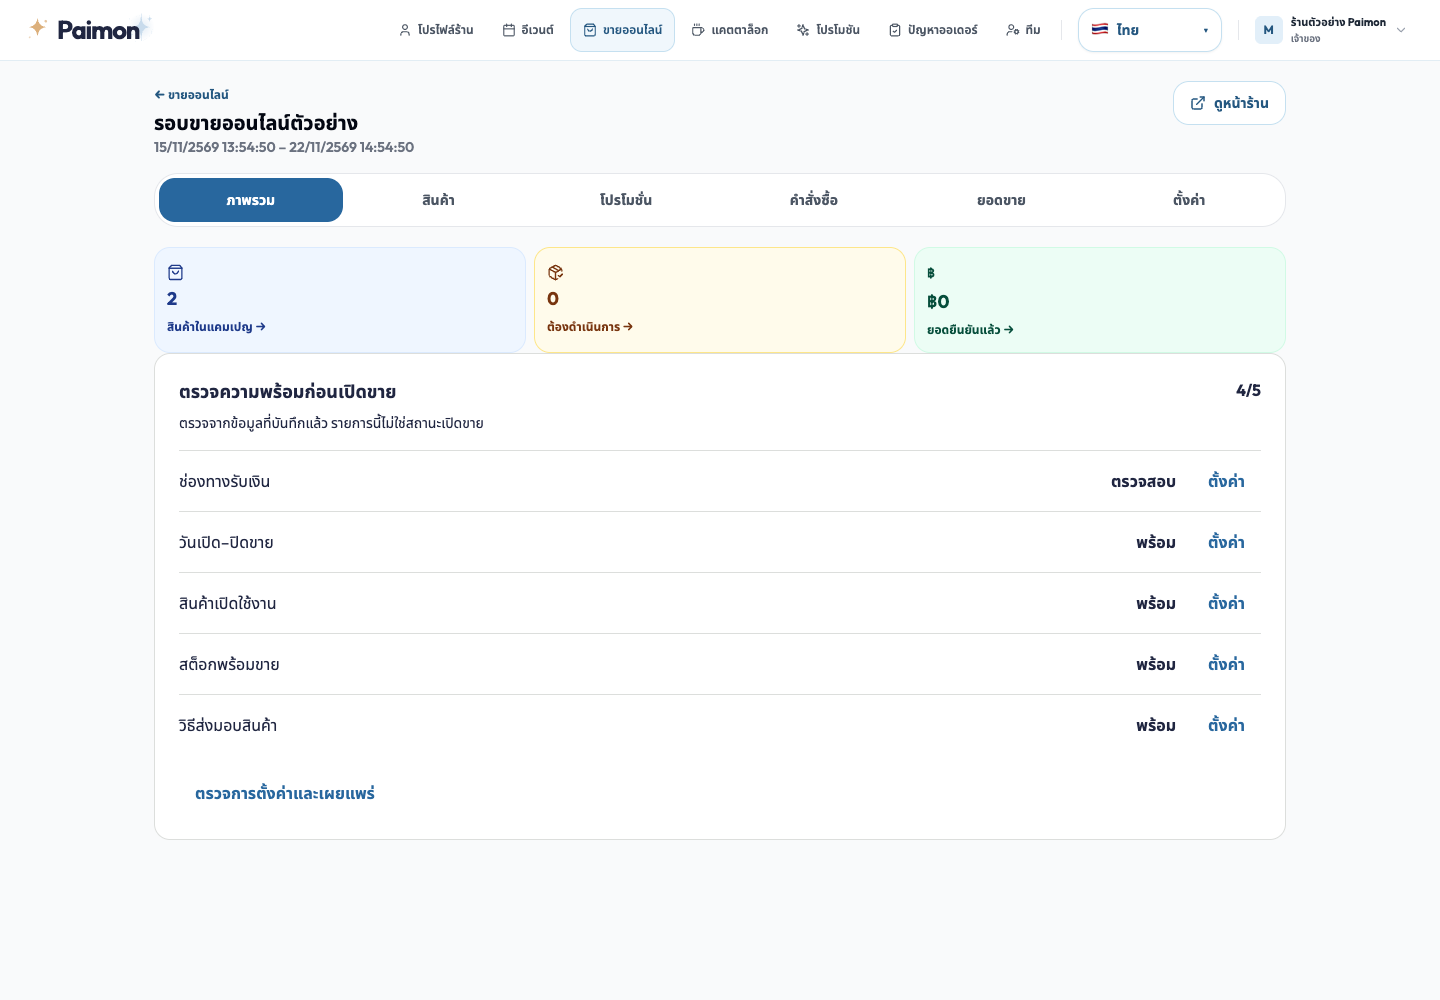 Paimon
โปรไฟล์ร้าน
อีเวนต์
ขายออนไลน์
แคตตาล็อก
โปรโมชัน
ปัญหาออเดอร์
ทีม
ไทย
M
ร้านตัวอย่าง Paimon
เจ้าของ
← ขายออนไลน์
รอบขายออนไลน์ตัวอย่าง
15/11/2569 13:54:50 – 22/11/2569 14:54:50
ดูหน้าร้าน
ภาพรวม
สินค้า
โปรโมชั่น
คำสั่งซื้อ
ยอดขาย
ตั้งค่า
2
สินค้าในแคมเปญ →
0
ต้องดำเนินการ →
฿
฿0
ยอดยืนยันแล้ว →
ตรวจความพร้อมก่อนเปิดขาย
4/5
ตรวจจากข้อมูลที่บันทึกแล้ว รายการนี้ไม่ใช่สถานะเปิดขาย
ช่องทางรับเงิน ตรวจสอบ ตั้งค่า
วันเปิด–ปิดขาย พร้อม ตั้งค่า
สินค้าเปิดใช้งาน พร้อม ตั้งค่า
สต็อกพร้อมขาย พร้อม ตั้งค่า
วิธีส่งมอบสินค้า พร้อม ตั้งค่า
ตรวจการตั้งค่าและเผยแพร่